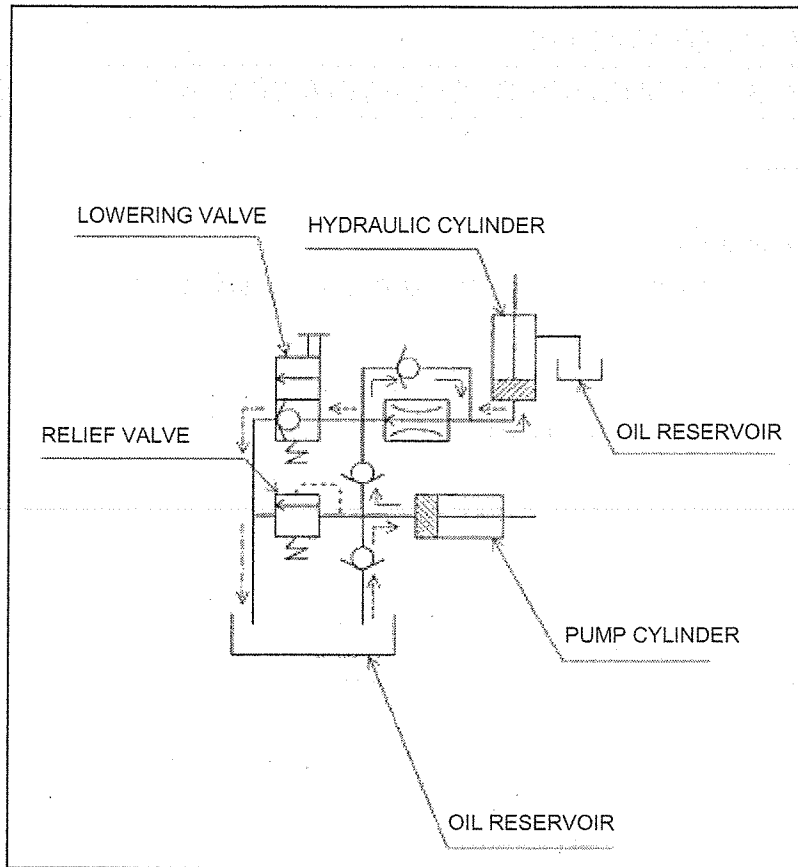 LOWERING VALVE
HYDRAULIC CYLINDER
OIL RESERVOIR
RELIEF VALVE
PUMP CYLINDER
OIL RESERVOIR